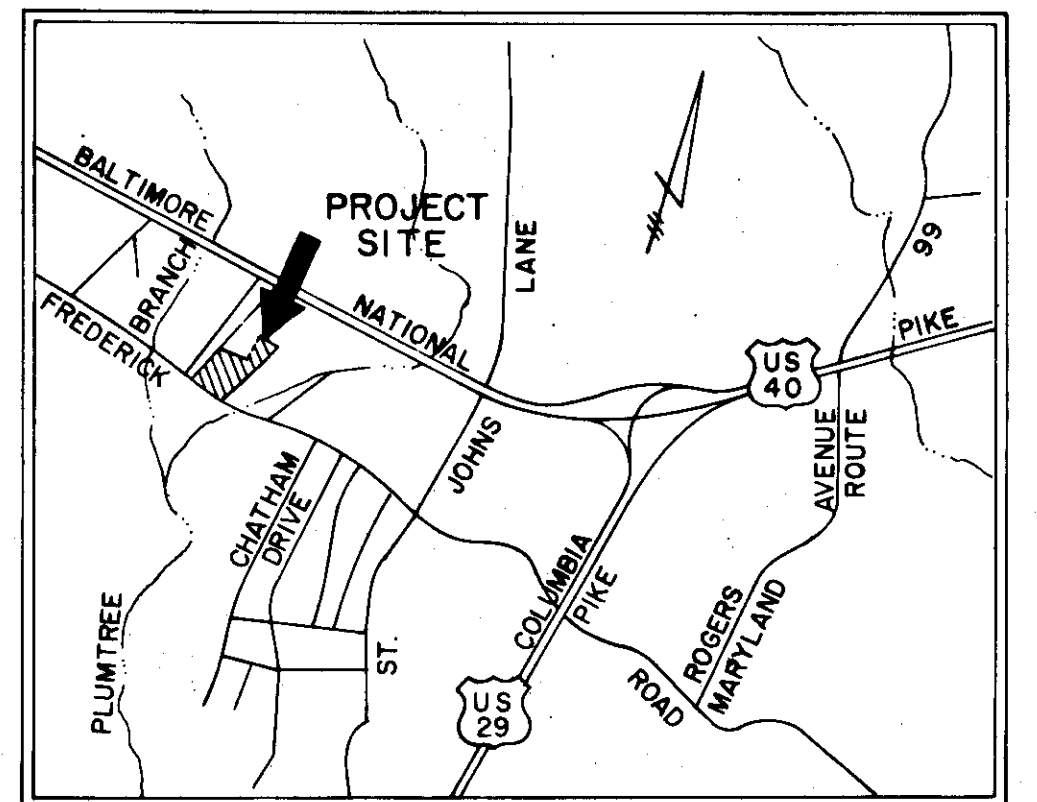 BALTIMORE
NATIONAL
PIKE
PROJECT
SITE
BRANCH
FREDERICK
LANE
99
US
40
AVENUE
ROUTE
JOHNS
CHATHAM
DRIVE
COLUMBIA
PIKE
ROGERS
MARYLAND
PLUMTREE
ST.
ROAD
US
29